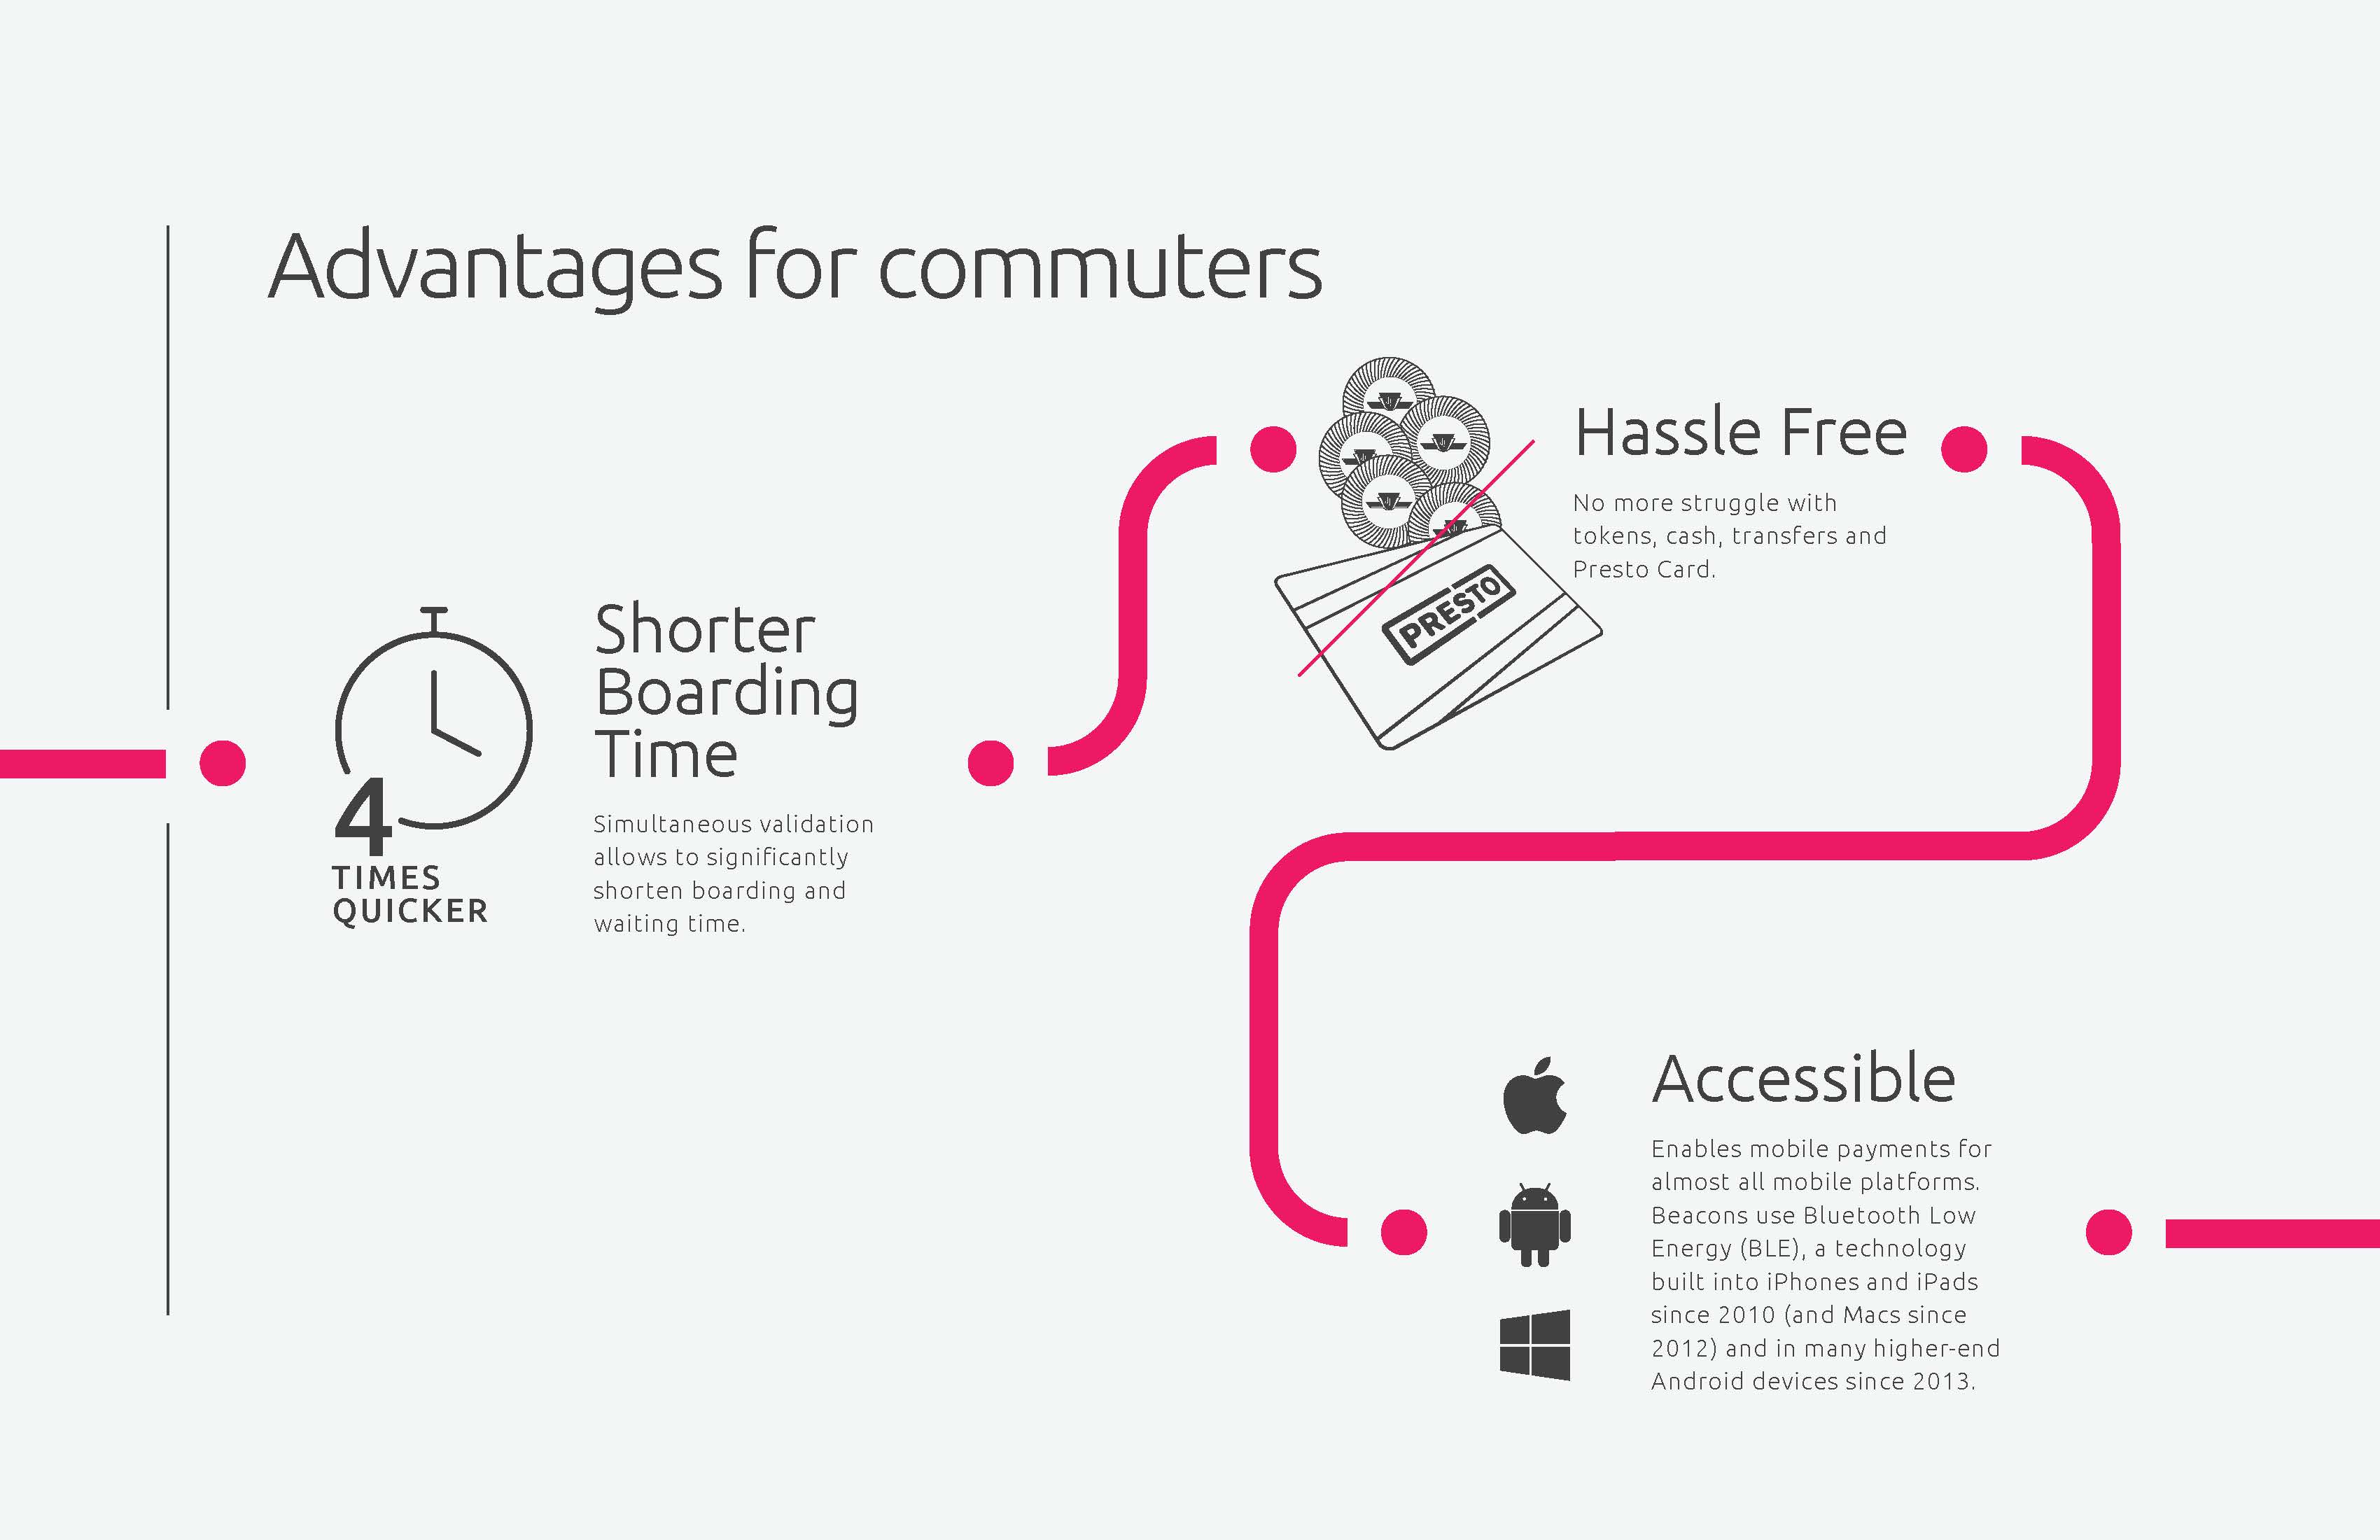 Advantages for commuters
4
TIMES
QUICKER
Shorter
Boarding
Time
Simultaneous validation
allows to significantly
shorten boarding and
waiting time.
PRESTO
Hassle Free
No more struggle with
tokens, cash, transfers and
Presto Card.
Accessible
Enables mobile payments for
almost all mobile platforms.
Beacons use Bluetooth Low
Energy (BLE), a technology
built into iPhones and iPads
since 2010 (and Macs since
2012) and in many higher-end
Android devices since 2013.